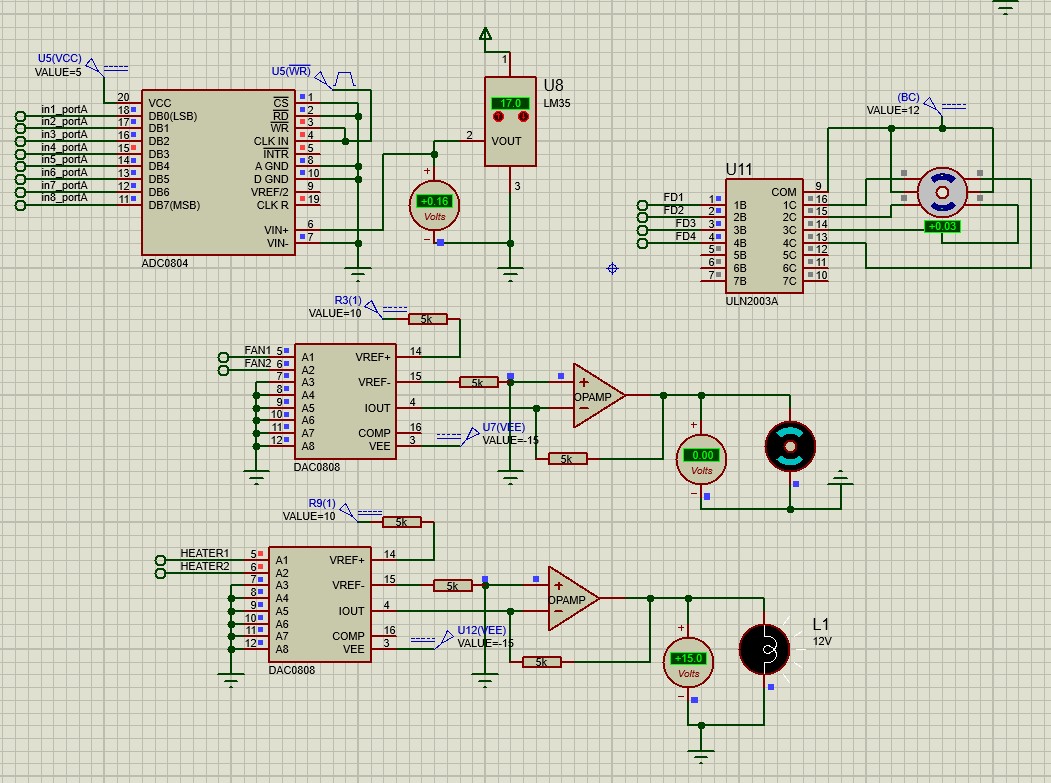 U5(VCC)
VALUE=5
in1_portA
in2_portA
in3_portA
in4_portA
in5_portA
in6_portA
in7_portA
in8_portA
20
18
17
16
15
14
13
12
11
VCC
DB0(LSB)
DB1
DB2
DB3
DB4
DB5
DB6
DB7(MSB)
U5(WR)
CS
RD
WR
CLK IN
INTR
A GND
D GND
VREF/2
CLK R
VIN+
VIN-
1
2
3
4
5
8
10
9
19
6
7
ADC0804
1
U8
LM35
17.0
2
VOUT
3
+
+0.16
Volts
−
(BC)
VALUE=12
U11
FD1
FD2
FD3
FD4
1
2
3
4
5
6
7
1B
2B
3B
4B
5B
6B
7B
COM
1C
2C
3C
4C
5C
6C
7C
9
16
15
14
13
12
11
10
+0.03
ULN2003A
R3(1)
VALUE=10
5k
FAN1
FAN2
5
6
7
8
9
10
11
12
A1
A2
A3
A4
A5
A6
A7
A8
VREF+
VREF-
IOUT
COMP
VEE
14
15
4
16
3
DAC0808
5k
+
OPAMP
−
U7(VEE)
VALUE=-15
5k
+
0.00
Volts
−
R9(1)
VALUE=10
5k
HEATER1
HEATER2
5
6
7
8
9
10
11
12
A1
A2
A3
A4
A5
A6
A7
A8
VREF+
VREF-
IOUT
COMP
VEE
14
15
4
16
3
DAC0808
5k
+
OPAMP
−
U12(VEE)
VALUE=-15
5k
+
+15.0
Volts
−
L1
12V